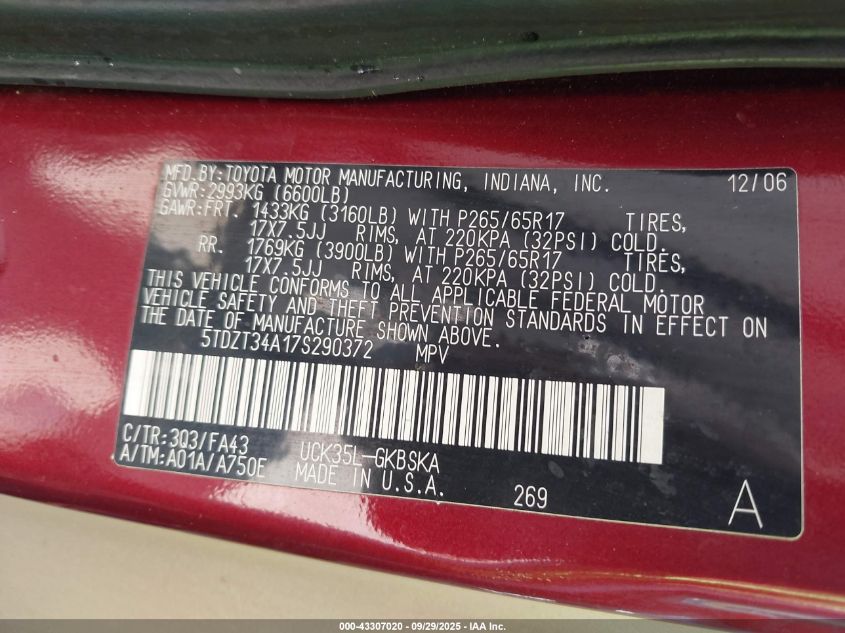 MFD.BY:TOYOTA MOTOR MANUFACTURING, INDIANA, INC. 12/06
GVWR:2993KG (6600LB)
GAWR:FRT. 1433KG (3160LB) WITH P265/65R17 TIRES,
17X7.5JJ RIMS, AT 220KPA (32PSI) COLD.
RR. 1769KG (3900LB) WITH P265/65R17 TIRES,
17X7.5JJ RIMS, AT 220KPA (32PSI) COLD.
THIS VEHICLE CONFORMS TO ALL APPLICABLE FEDERAL MOTOR
VEHICLE SAFETY AND THEFT PREVENTION STANDARDS IN EFFECT ON
THE DATE OF MANUFACTURE SHOWN ABOVE.
5TDZT34A17S290372 MPV
C/TR:3Q3/FA43 UCK35L-GKBSKA
A/TM:A01A/A750E MADE IN U.S.A.
269 A
000-43307020 - 09/29/2025 - IAA Inc.